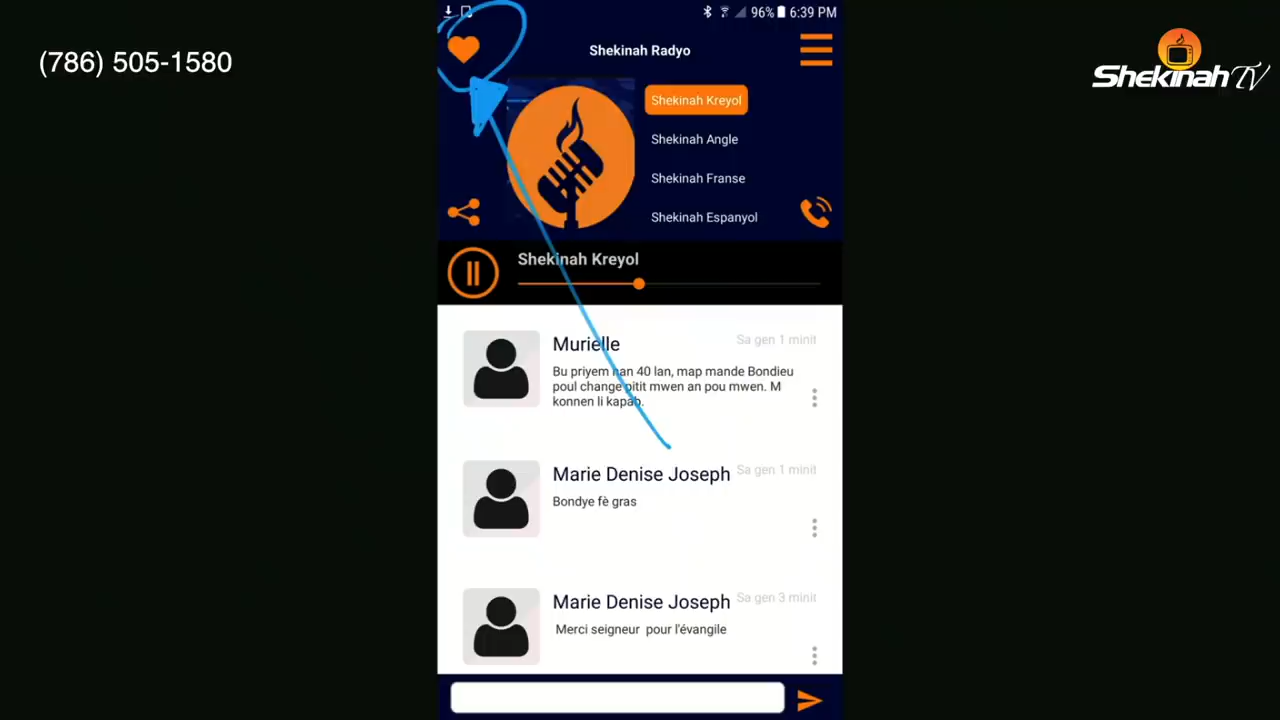 96% 6:39 PM
(786) 505-1580
Shekinah Radyo
Shekinah TV
Shekinah Kreyol
Shekinah Angle
Shekinah Franse
Shekinah Espanyol
Shekinah Kreyol
Murielle
Sa gen 1 minit
Bu priyem nan 40 lan, map mande Bondieu
poul change pitit mwen an pou mwen. M
konnen li kapab.
Marie Denise Joseph
Sa gen 1 minit
Bondye fè gras
Marie Denise Joseph
Sa gen 3 minit
Merci seigneur pour l'évangile